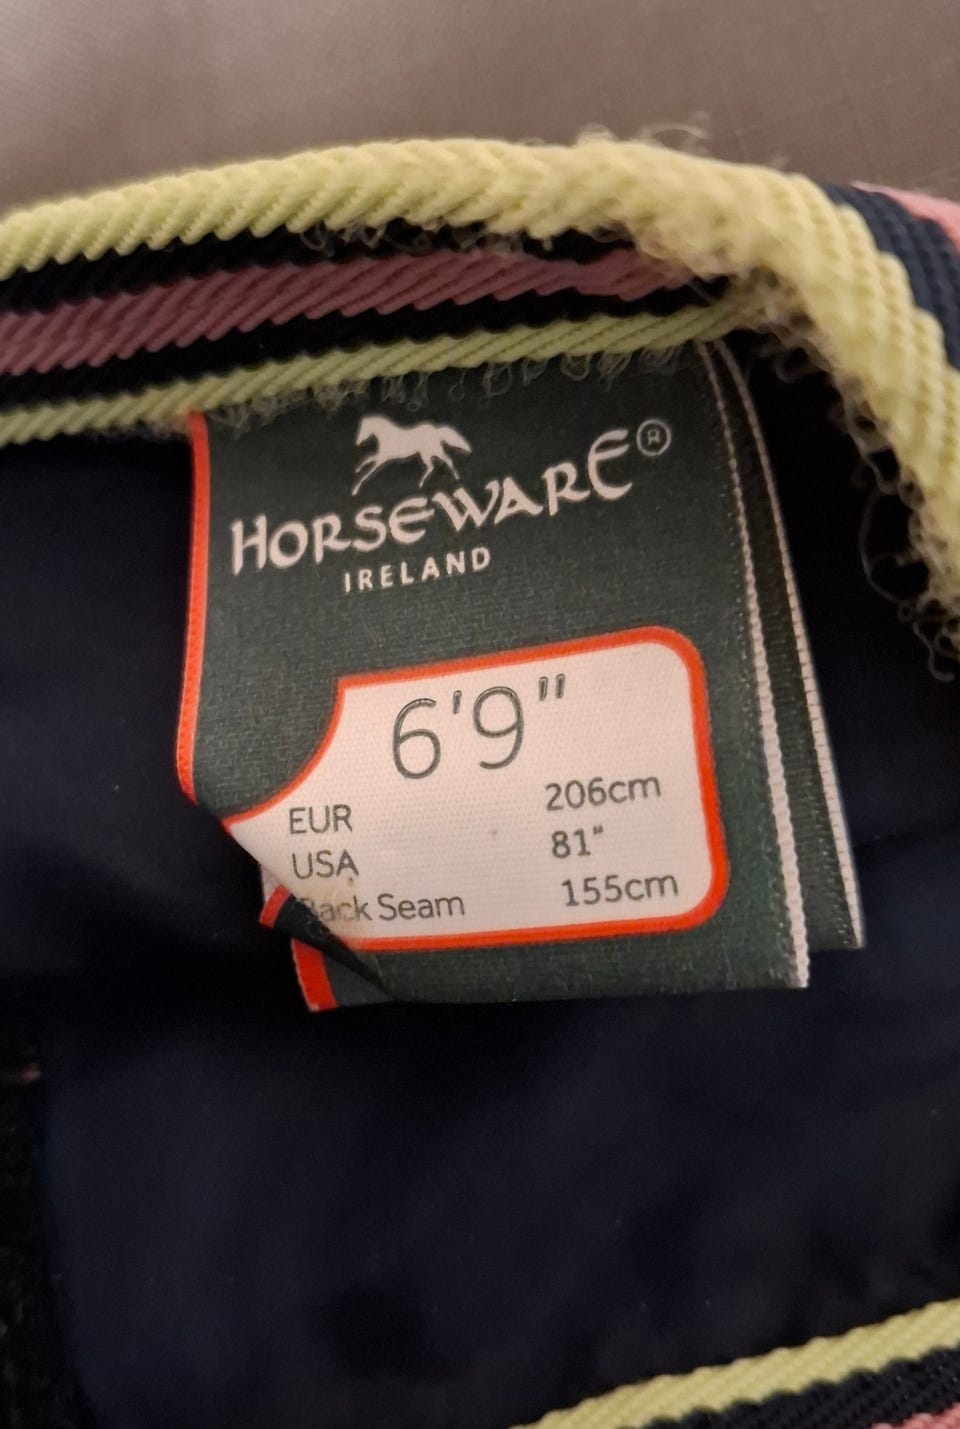 HORSEWARE®
IRELAND
6'9"
EUR 206cm
USA 81"
Back Seam 155cm